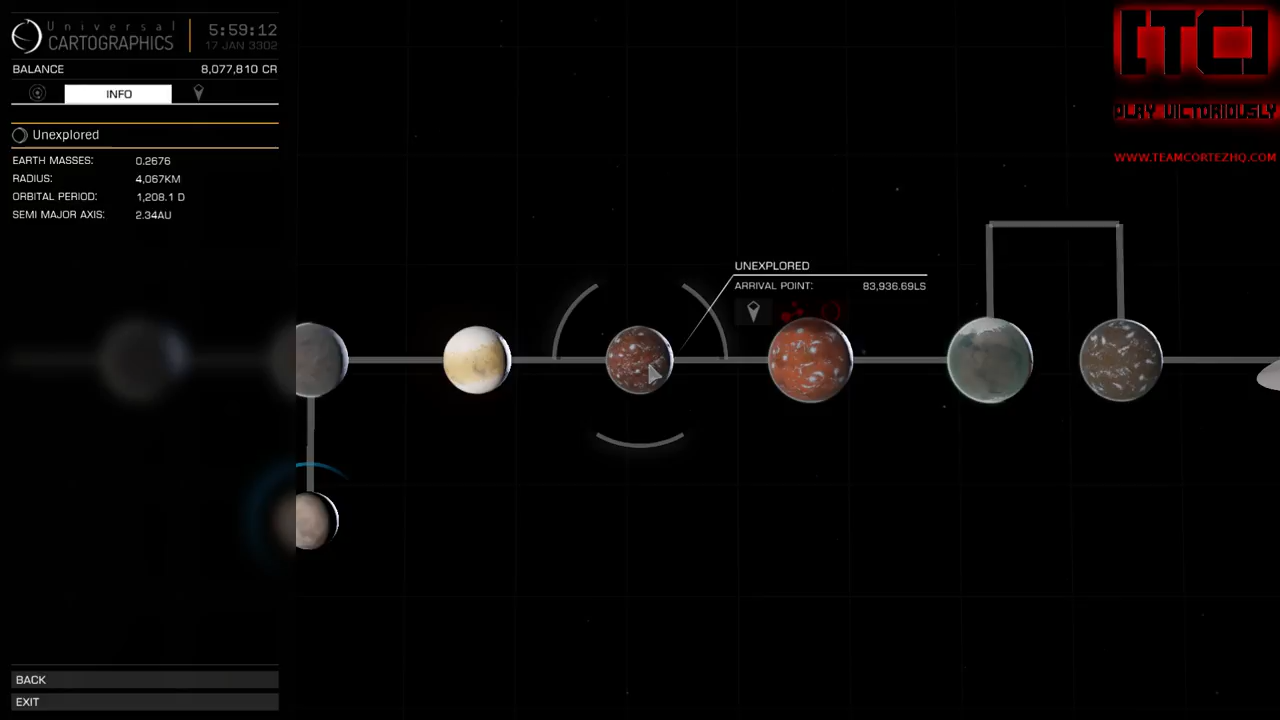 Universal
CARTOGRAPHICS
5:59:12
17 JAN 3302
BALANCE 8,077,810 CR
INFO
Unexplored
EARTH MASSES: 0.2676
RADIUS: 4,067KM
ORBITAL PERIOD: 1,208.1 D
SEMI MAJOR AXIS: 2.34AU
UNEXPLORED
ARRIVAL POINT: 83,936.69LS
BACK
EXIT
PLAY VICTORIOUSLY
WWW.TEAMCORTEZHQ.COM